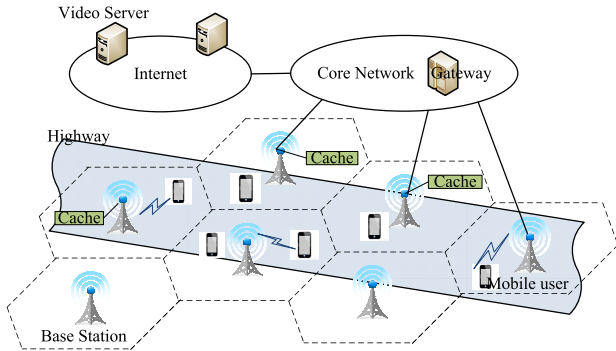 Video Server
Internet
Core Network
Gateway
Highway
Cache
Cache
Cache
Mobile user
Base Station